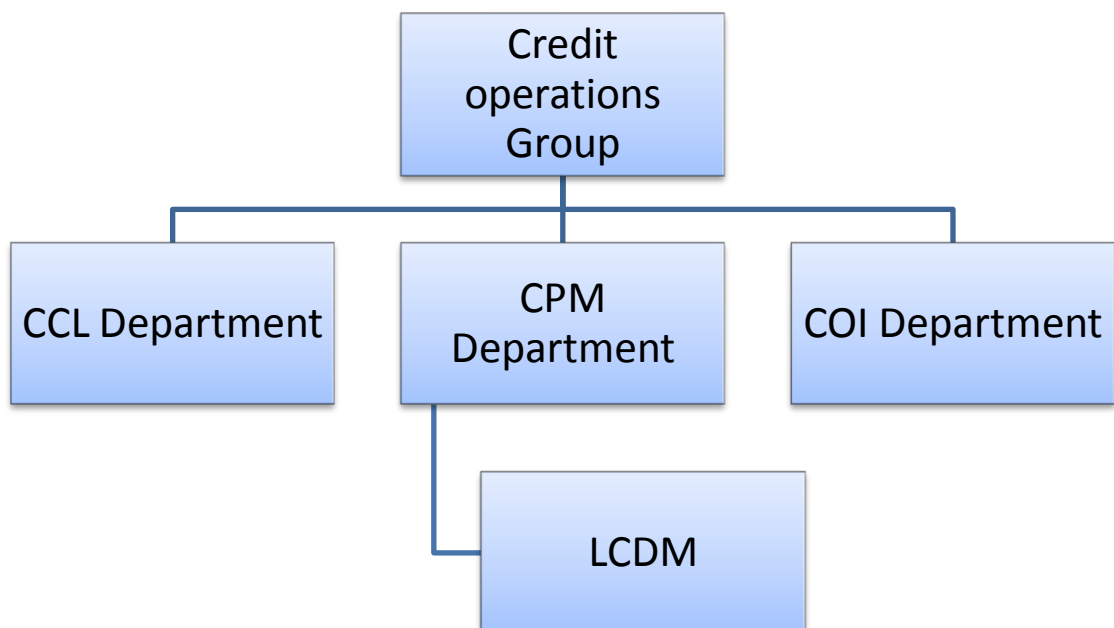 Credit
operations
Group
CCL Department
CPM
Department
COI Department
LCDM